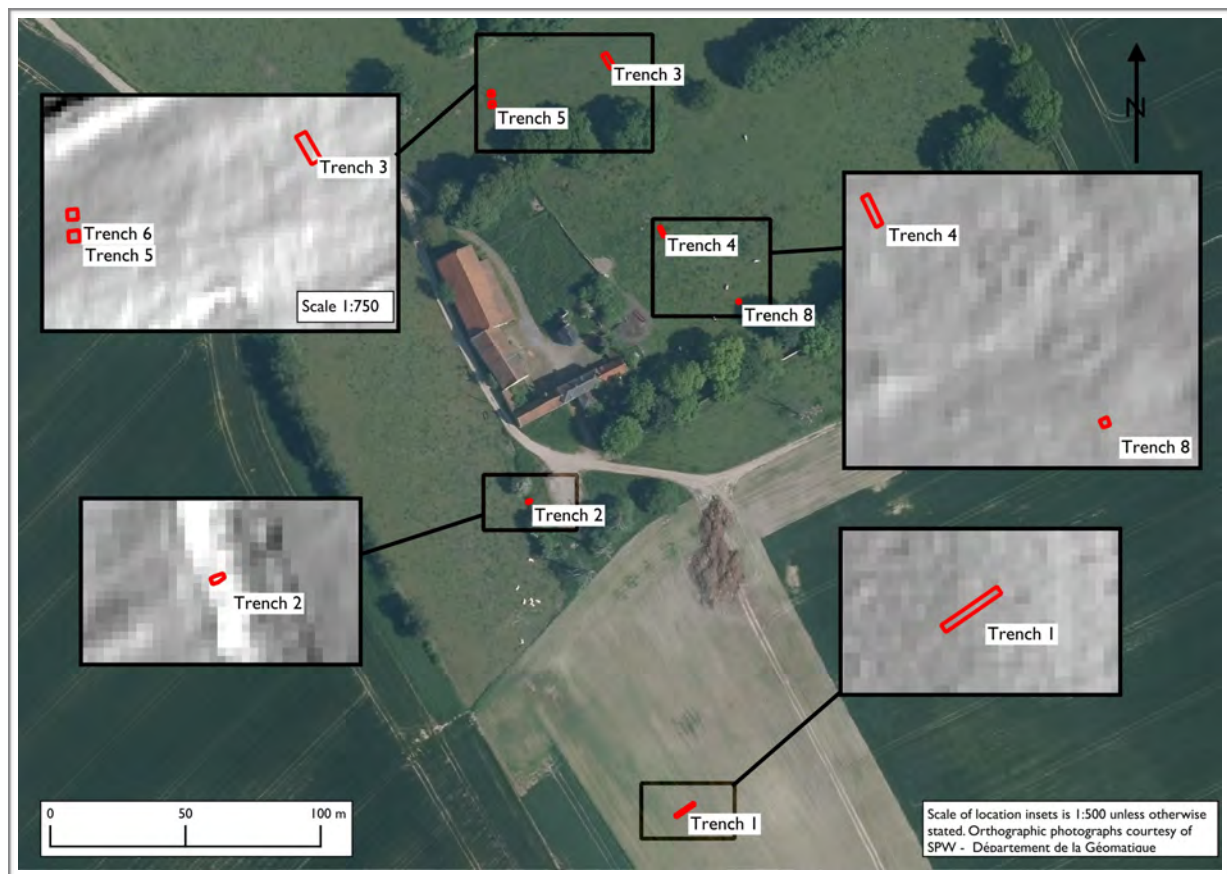 Trench 3
Trench 5
N
Trench 3
Trench 6
Trench 5
Scale 1:750
Trench 4
Trench 8
Trench 4
Trench 8
Trench 2
Trench 2
Trench 1
Trench 1
0 50 100 m
Scale of location insets is 1:500 unless otherwise
stated. Orthographic photographs courtesy of
SPW - Département de la Géomatique